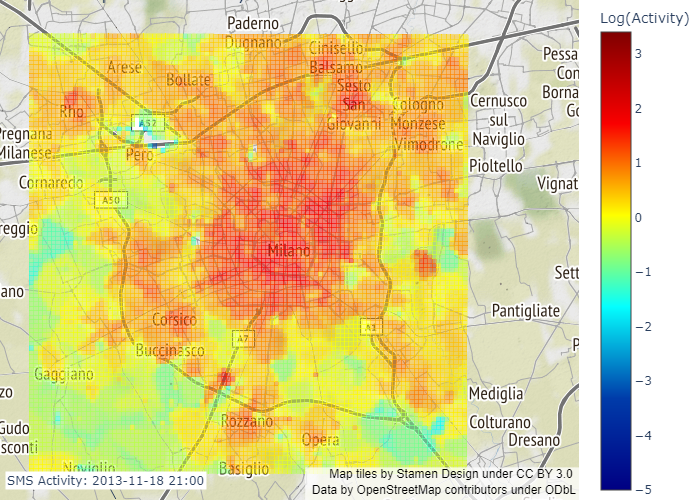 Paderno
Dugnano
Cinisello
Balsamo
Arese
Bollate
Sesto
San
Giovanni
Rho
A52
Cologno
Monzese
Vimodrone
Cernusco
sul
Naviglio
Pessa
Con
Borna
Go
Pregnana
Milanese
Pero
Pioltello
Cornaredo
A50
Vignat
reggio
Milano
Sett
ano
Corsico
Pantigliate
A7
A1
Buccinasco
P
Gaggiano
zo
Mediglia
Rozzano
Colturano
Gudo
sconti
Opera
Dresano
Noviglio
Basiglio
SMS Activity: 2013-11-18 21:00
Map tiles by Stamen Design under CC BY 3.0
Data by OpenStreetMap contributors under ODbL
Log(Activity)
3
2
1
0
−1
−2
−3
−4
−5